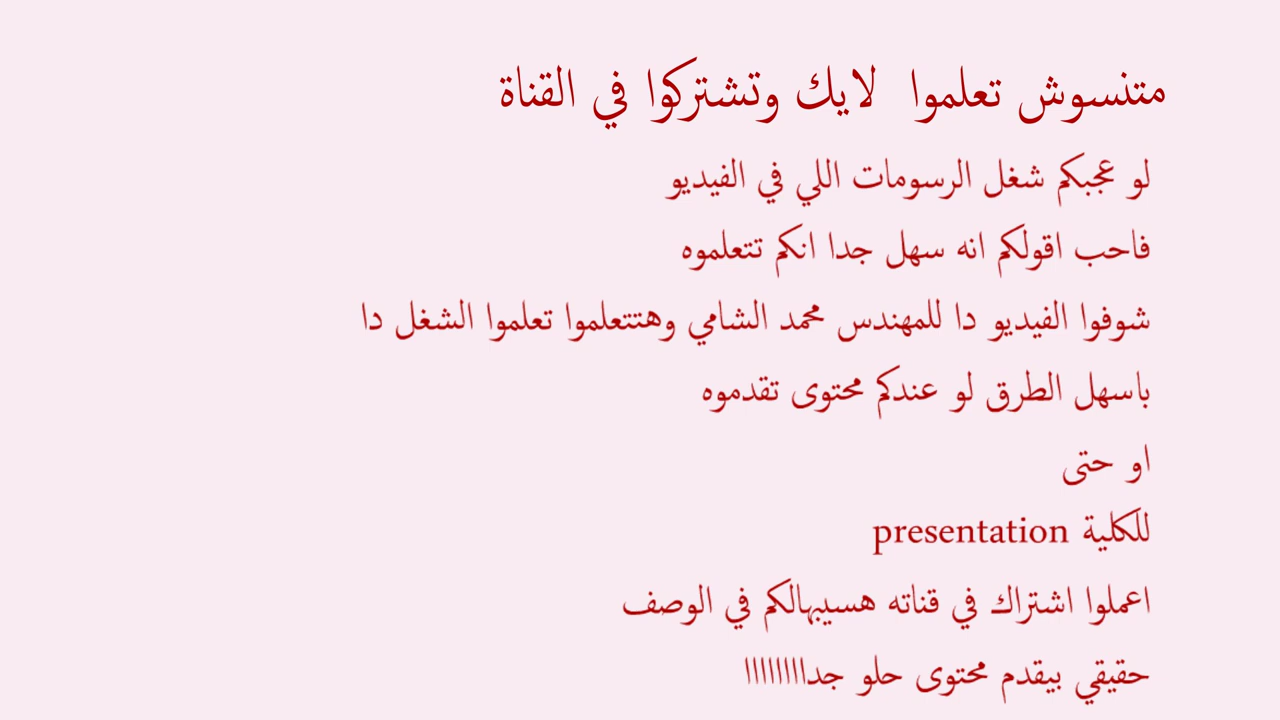 متنسوش تعلموا لايك وتشتركوا في القناة
لو عجبكم شغل الرسومات اللي في الفيديو
فاحب اقولكم انه سهل جدا انكم تتعلموه
شوفوا الفيديو دا للمهندس محمد الشامي وهتتعلموا تعلموا الشغل دا
باسهل الطرق لو عندكم محتوى تقدموه
او حتى
للكلية presentation
اعملوا اشتراك في قناته هسيبهالكم في الوصف
حقيقي بيقدم محتوى حلو جدااااااااا